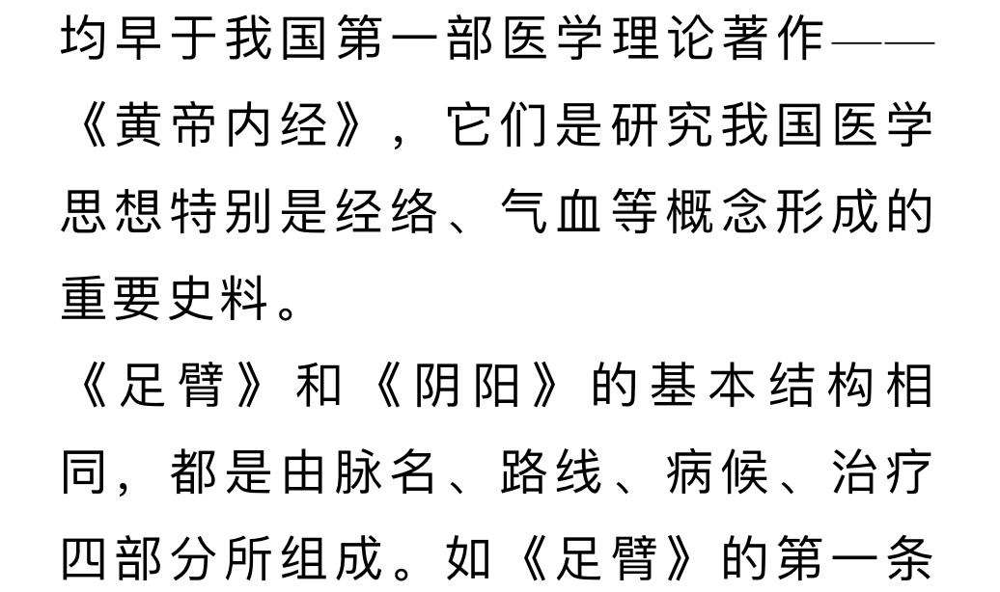 均早于我国第一部医学理论著作——
《黄帝内经》，它们是研究我国医学
思想特别是经络、气血等概念形成的
重要史料。
《足臂》和《阴阳》的基本结构相
同，都是由脉名、路线、病候、治疗
四部分所组成。如《足臂》的第一条